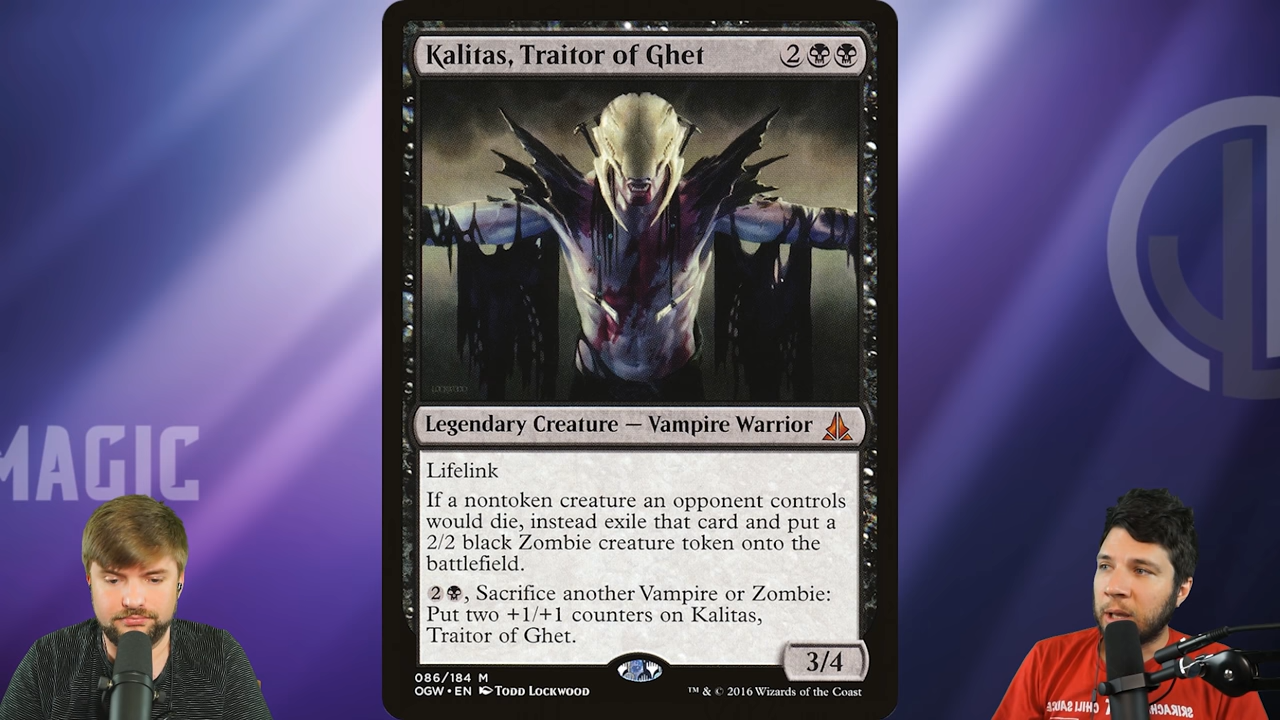 Kalitas, Traitor of Ghet 2
Legendary Creature — Vampire Warrior
Lifelink
If a nontoken creature an opponent controls
would die, instead exile that card and put a
2/2 black Zombie creature token onto the
battlefield.
2, Sacrifice another Vampire or Zombie:
Put two +1/+1 counters on Kalitas,
Traitor of Ghet.
3/4
086/184 M
OGW • EN Todd Lockwood
™ & © 2016 Wizards of the Coast
MAGIC
CHILI SAUCE